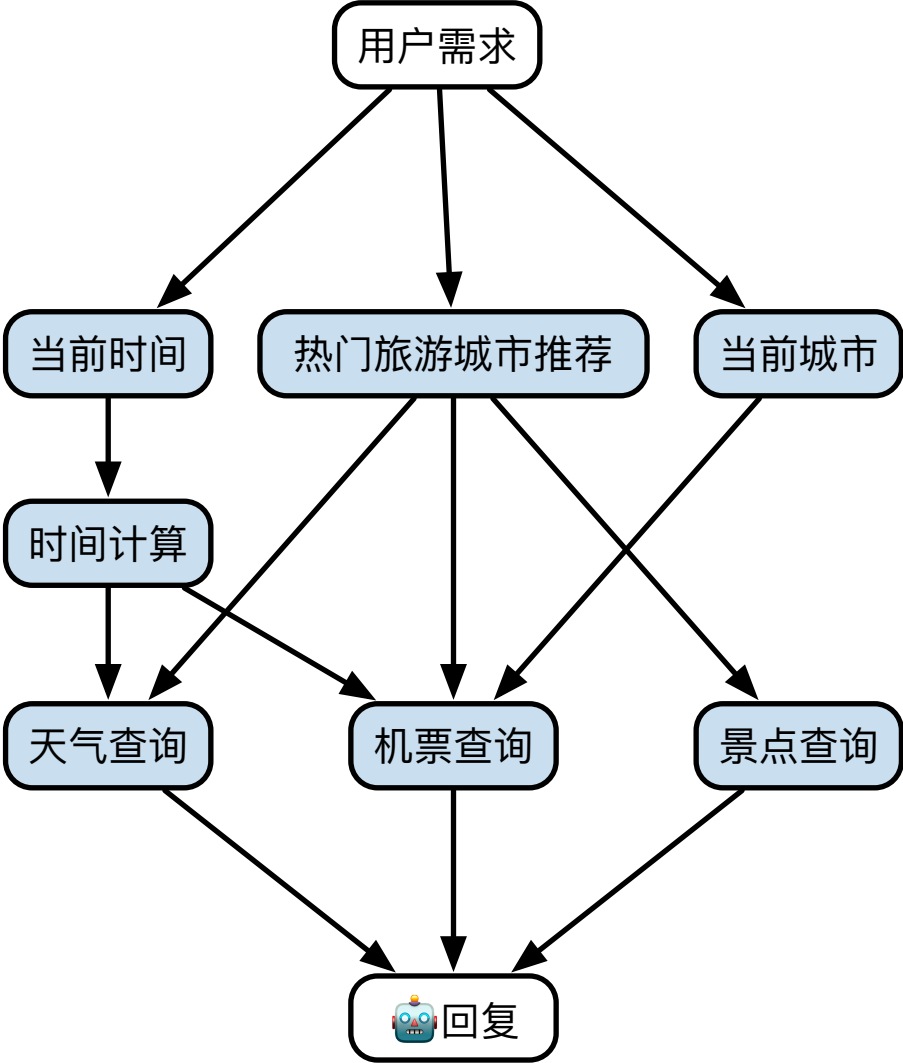 用户需求
当前时间
热门旅游城市推荐
当前城市
时间计算
天气查询
机票查询
景点查询
🤖回复